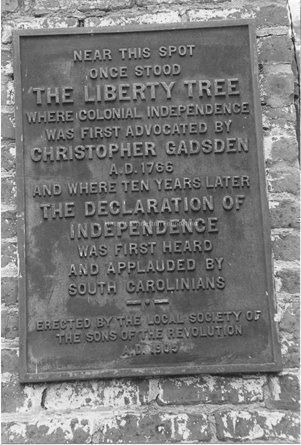 NEAR THIS SPOT
ONCE STOOD
THE LIBERTY TREE
WHERE COLONIAL INDEPENDENCE
WAS FIRST ADVOCATED BY
CHRISTOPHER GADSDEN
A.D. 1766
AND WHERE TEN YEARS LATER
THE DECLARATION OF
INDEPENDENCE
WAS FIRST HEARD
AND APPLAUDED BY
SOUTH CAROLINIANS
ERECTED BY THE LOCAL SOCIETY OF
THE SONS OF THE REVOLUTION
A.D. 1905